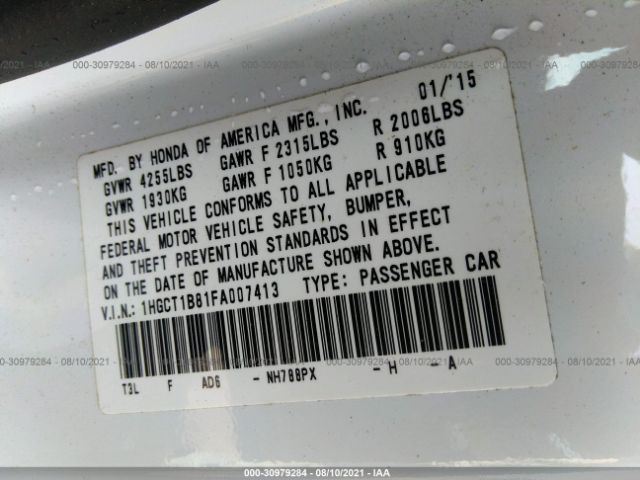 000-30979284 - 08/10/2021 - IAA
MFD. BY HONDA OF AMERICA MFG., INC. 01/'15
GVWR 4255LBS GAWR F 2315LBS R 2006LBS
GVWR 1930KG GAWR F 1050KG R 910KG
THIS VEHICLE CONFORMS TO ALL APPLICABLE
FEDERAL MOTOR VEHICLE SAFETY, BUMPER,
AND THEFT PREVENTION STANDARDS IN EFFECT
ON THE DATE OF MANUFACTURE SHOWN ABOVE.
V.I.N.: 1HGCT1B81FA007413 TYPE: PASSENGER CAR
T3L F AD6 - NH788PX - H - A
000-30979284 - 08/10/2021 - IAA